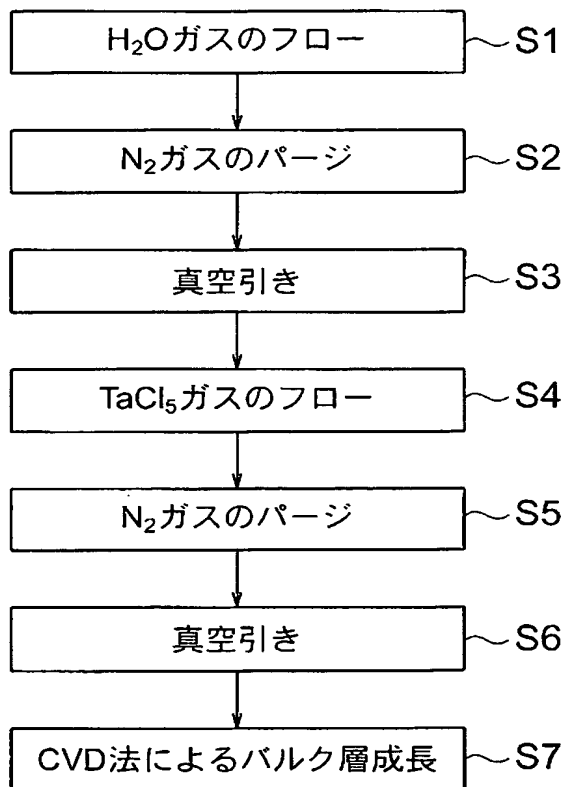 H₂Oガスのフロー S1
N₂ガスのパージ S2
真空引き S3
TaCl₅ガスのフロー S4
N₂ガスのパージ S5
真空引き S6
CVD法によるバルク層成長 S7